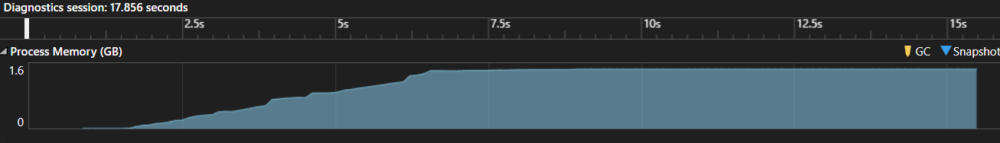 Diagnostics session: 17.856 seconds
2.5s 5s 7.5s 10s 12.5s 15s
Process Memory (GB) GC Snapshot
1.6
0